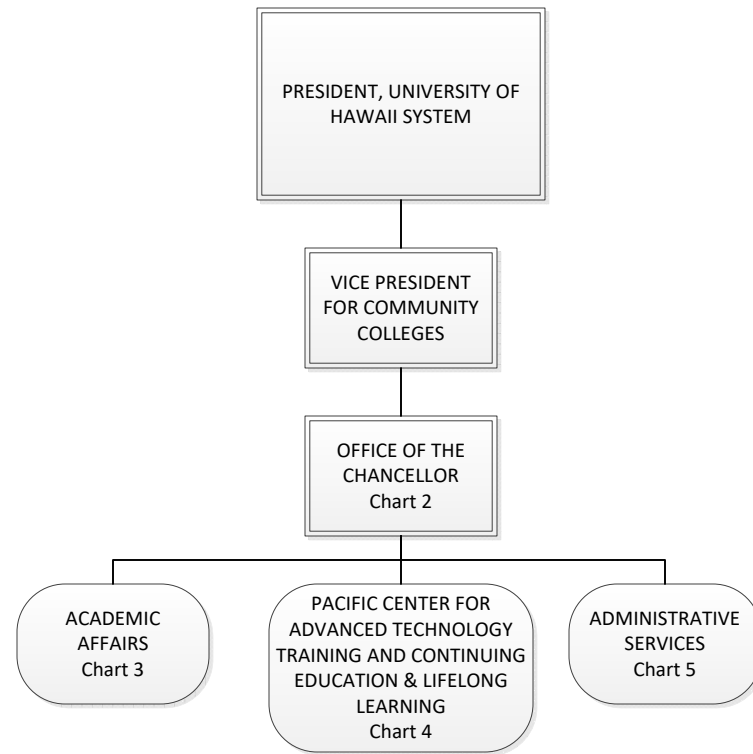 PRESIDENT, UNIVERSITY OF
HAWAII SYSTEM
VICE PRESIDENT
FOR COMMUNITY
COLLEGES
OFFICE OF THE
CHANCELLOR
Chart 2
ACADEMIC
AFFAIRS
Chart 3
PACIFIC CENTER FOR
ADVANCED TECHNOLOGY
TRAINING AND CONTINUING
EDUCATION & LIFELONG
LEARNING
Chart 4
ADMINISTRATIVE
SERVICES
Chart 5